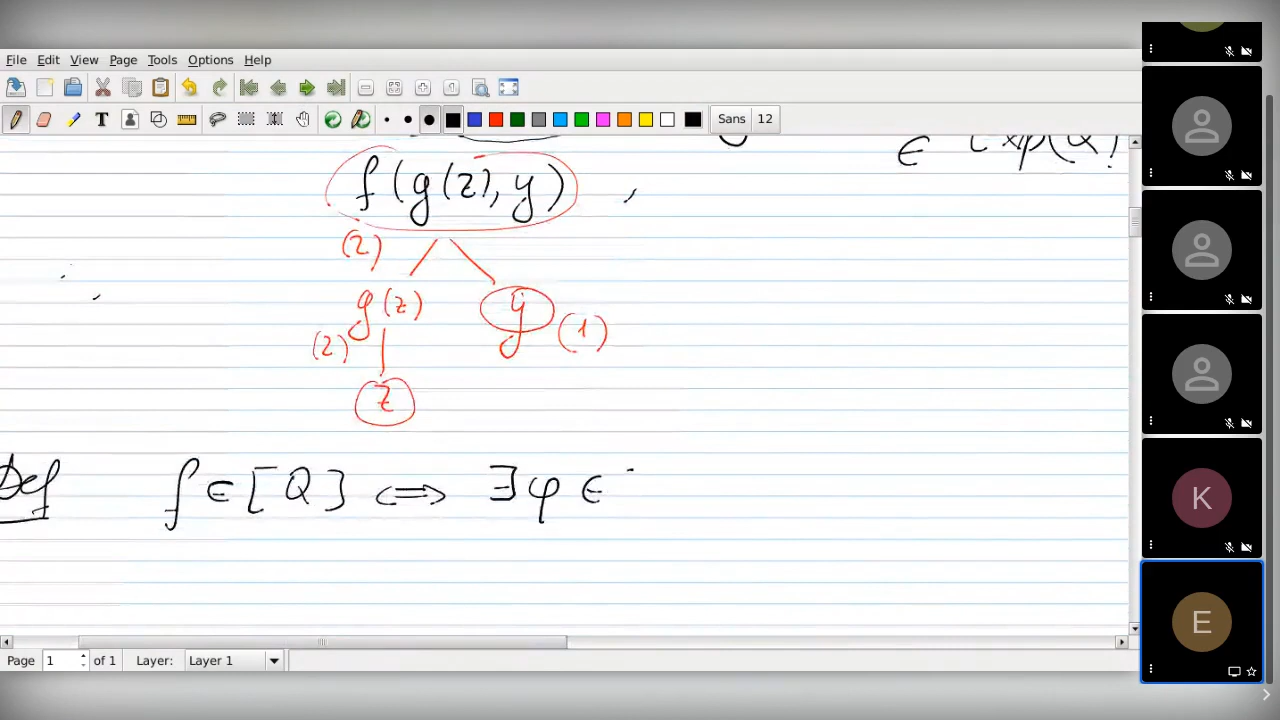 File Edit View Page Tools Options Help
Sans 12
∈ Exp(Q)
f(g(z), y) ,
(2)
g(z) y (1)
(2)
z
Def f ∈ [Q] ⟺ ∃ φ ∈
K
E
Page 1 of 1 Layer: Layer 1